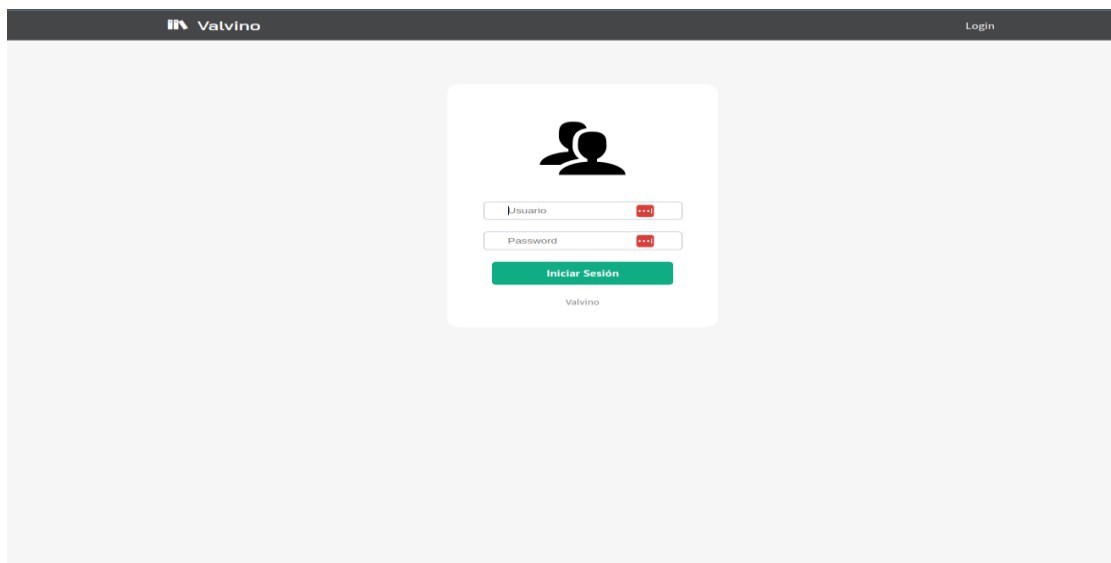 Valvino
Login
Usuario
Password
Iniciar Sesión
Valvino